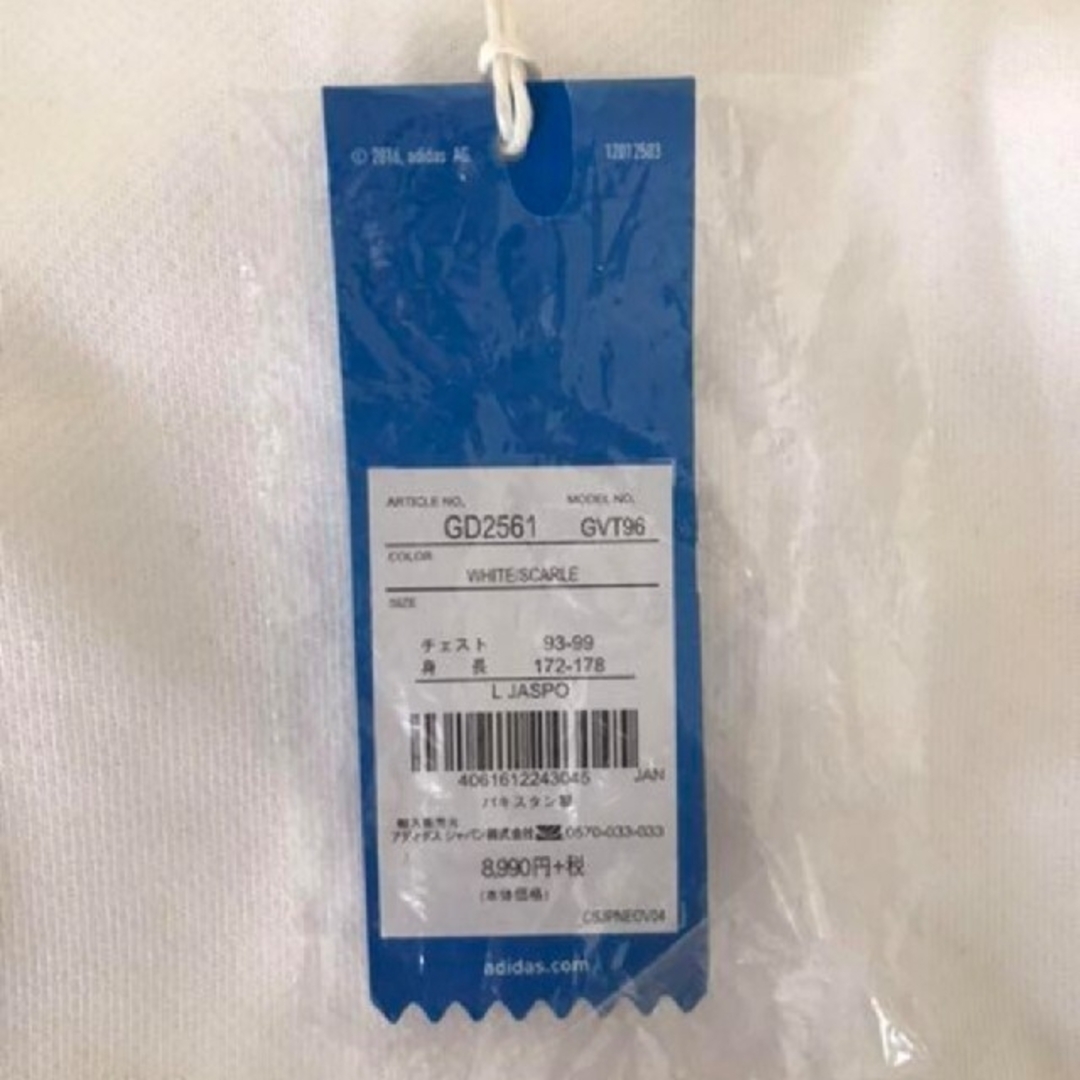 © 2016, adidas AG. 12012503
ARTICLE NO. MODEL NO.
GD2561 GVT96
COLOR
WHITE/SCARLE
SIZE
チェスト 93-99
身 長 172-178
L JASPO
4061612243045 JAN
パキスタン製
輸入販売元
アディダス ジャパン株式会社 0570-033-033
8,990円+税
(本体価格)
adidas.com